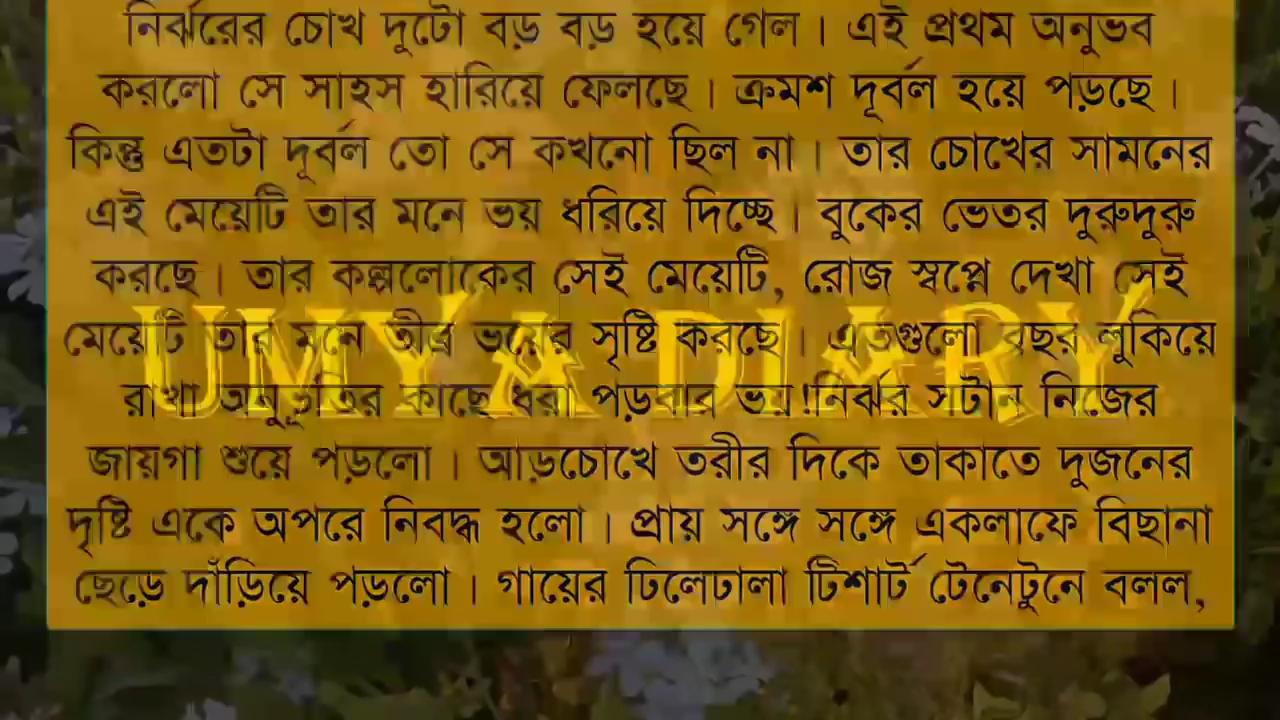 নির্ঝরের চোখ দুটো বড় বড় হয়ে গেল। এই প্রথম অনুভব
করলো সে সাহস হারিয়ে ফেলছে। ক্রমশ দূর্বল হয়ে পড়ছে।
কিন্তু এতটা দূর্বল তো সে কখনো ছিল না । তার চোখের সামনের
এই মেয়েটি তার মনে ভয় ধরিয়ে দিচ্ছে। বুকের ভেতর দুরুদুরু
করছে। তার কল্পলোকের সেই মেয়েটি, রোজ স্বপ্নে দেখা সেই
মেয়েটি তার মনে তীব্র ভয়ের সৃষ্টি করছে। এতগুলো বছর লুকিয়ে
রাখা অনুভূতির কাছে ধরা পড়বার ভয়!নির্ঝর সটান নিজের
UMYA DIARY
জায়গা শুয়ে পড়লো । আড়চোখে তরীর দিকে তাকাতে দুজনের
দৃষ্টি একে অপরে নিবদ্ধ হলো। প্রায় সঙ্গে সঙ্গে একলাফে বিছানা
ছেড়ে দাঁড়িয়ে পড়লো । গায়ের ঢিলেঢালা টিশার্ট টেনেটুনে বলল,